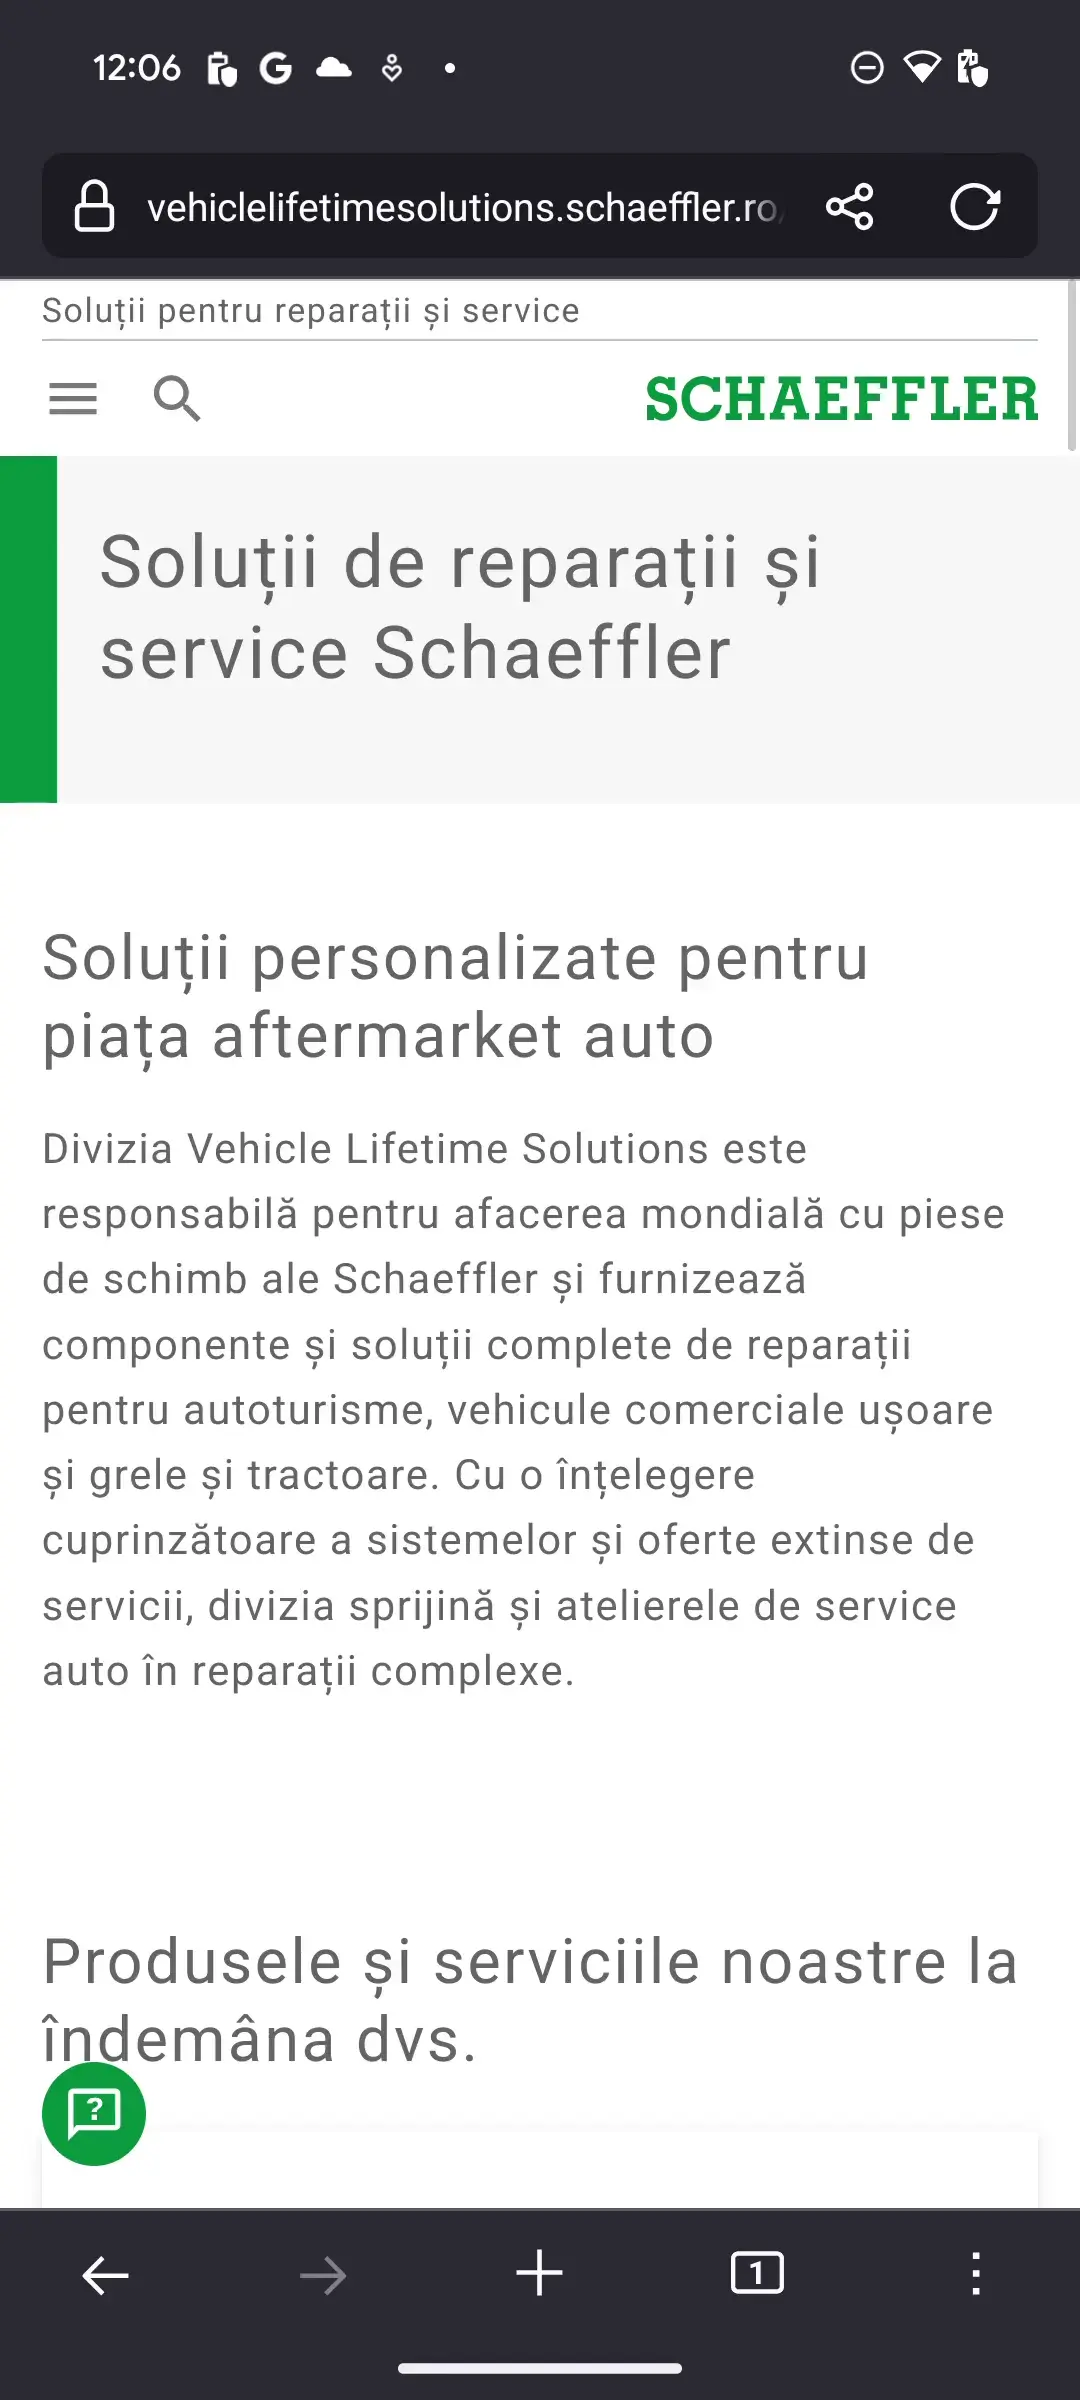 12:06
vehiclelifetimesolutions.schaeffler.ro
Soluții pentru reparații și service
SCHAEFFLER
Soluții de reparații și
service Schaeffler
Soluții personalizate pentru
piața aftermarket auto
Divizia Vehicle Lifetime Solutions este
responsabilă pentru afacerea mondială cu piese
de schimb ale Schaeffler și furnizează
componente și soluții complete de reparații
pentru autoturisme, vehicule comerciale ușoare
și grele și tractoare. Cu o înțelegere
cuprinzătoare a sistemelor și oferte extinse de
servicii, divizia sprijină și atelierele de service
auto în reparații complexe.
Produsele și serviciile noastre la
îndemâna dvs.
?
1